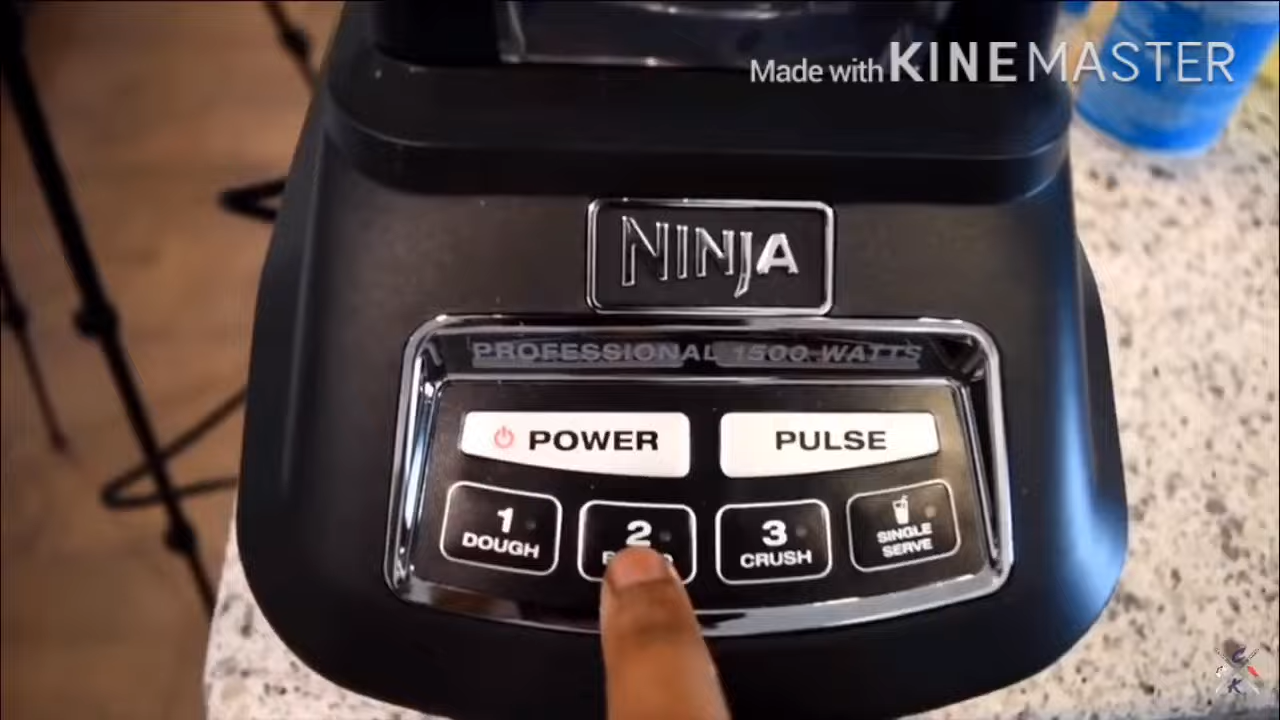 Made with KINEMASTER
NINJA
PROFESSIONAL 1500 WATTS
POWER
PULSE
1
DOUGH
2
3
CRUSH
SINGLE
SERVE
C
K